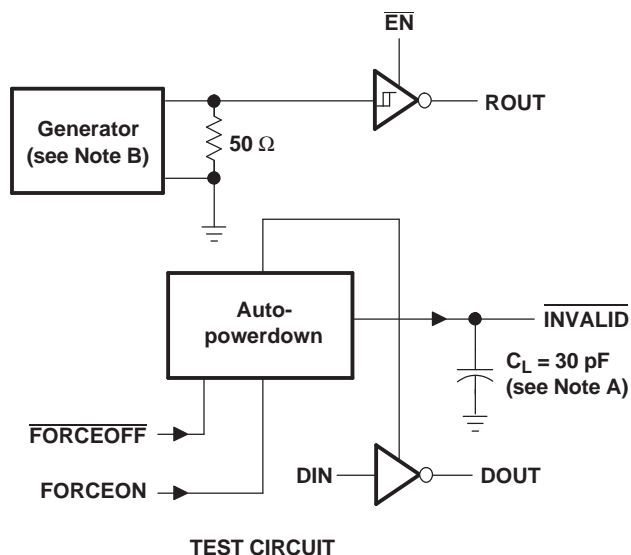 EN
ROUT
Generator
(see Note B)
50 Ω
Auto-
powerdown
INVALID
CL = 30 pF
(see Note A)
FORCEOFF
FORCEON
DIN
DOUT
TEST CIRCUIT